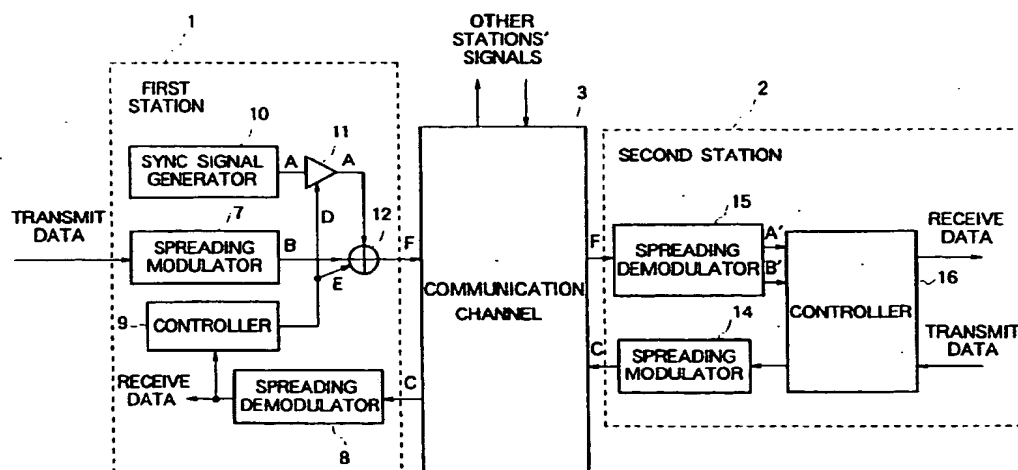 OTHER
STATIONS'
SIGNALS
1
2
3
FIRST
STATION
10
11
SYNC SIGNAL
GENERATOR
A
A
SECOND STATION
TRANSMIT
DATA
7
D
12
15
SPREADING
MODULATOR
B
E
F
F
SPREADING
DEMODULATOR
A'
B'
RECEIVE
DATA
16
COMMUNICATION
CHANNEL
CONTROLLER
9
CONTROLLER
14
TRANSMIT
DATA
RECEIVE
DATA
SPREADING
DEMODULATOR
C
C
SPREADING
MODULATOR
8